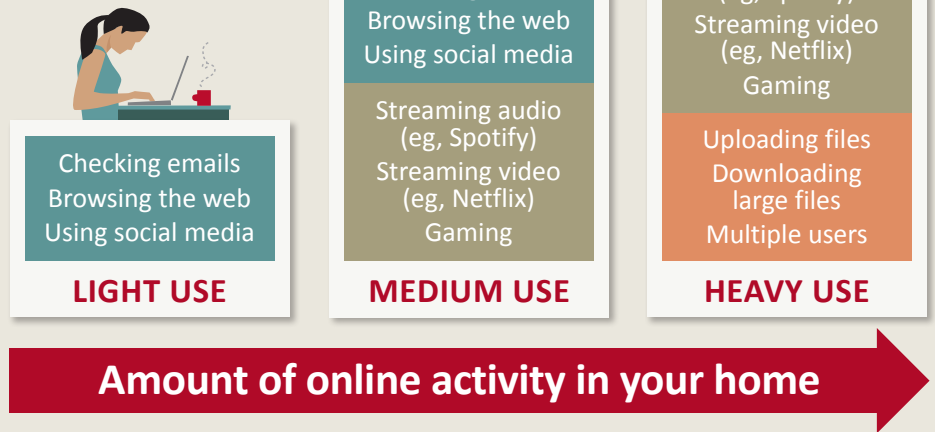 Checking emails
Browsing the web
Using social media
LIGHT USE
Browsing the web
Using social media
Streaming audio
(eg, Spotify)
Streaming video
(eg, Netflix)
Gaming
MEDIUM USE
Streaming video
(eg, Netflix)
Gaming
Uploading files
Downloading
large files
Multiple users
HEAVY USE
Amount of online activity in your home